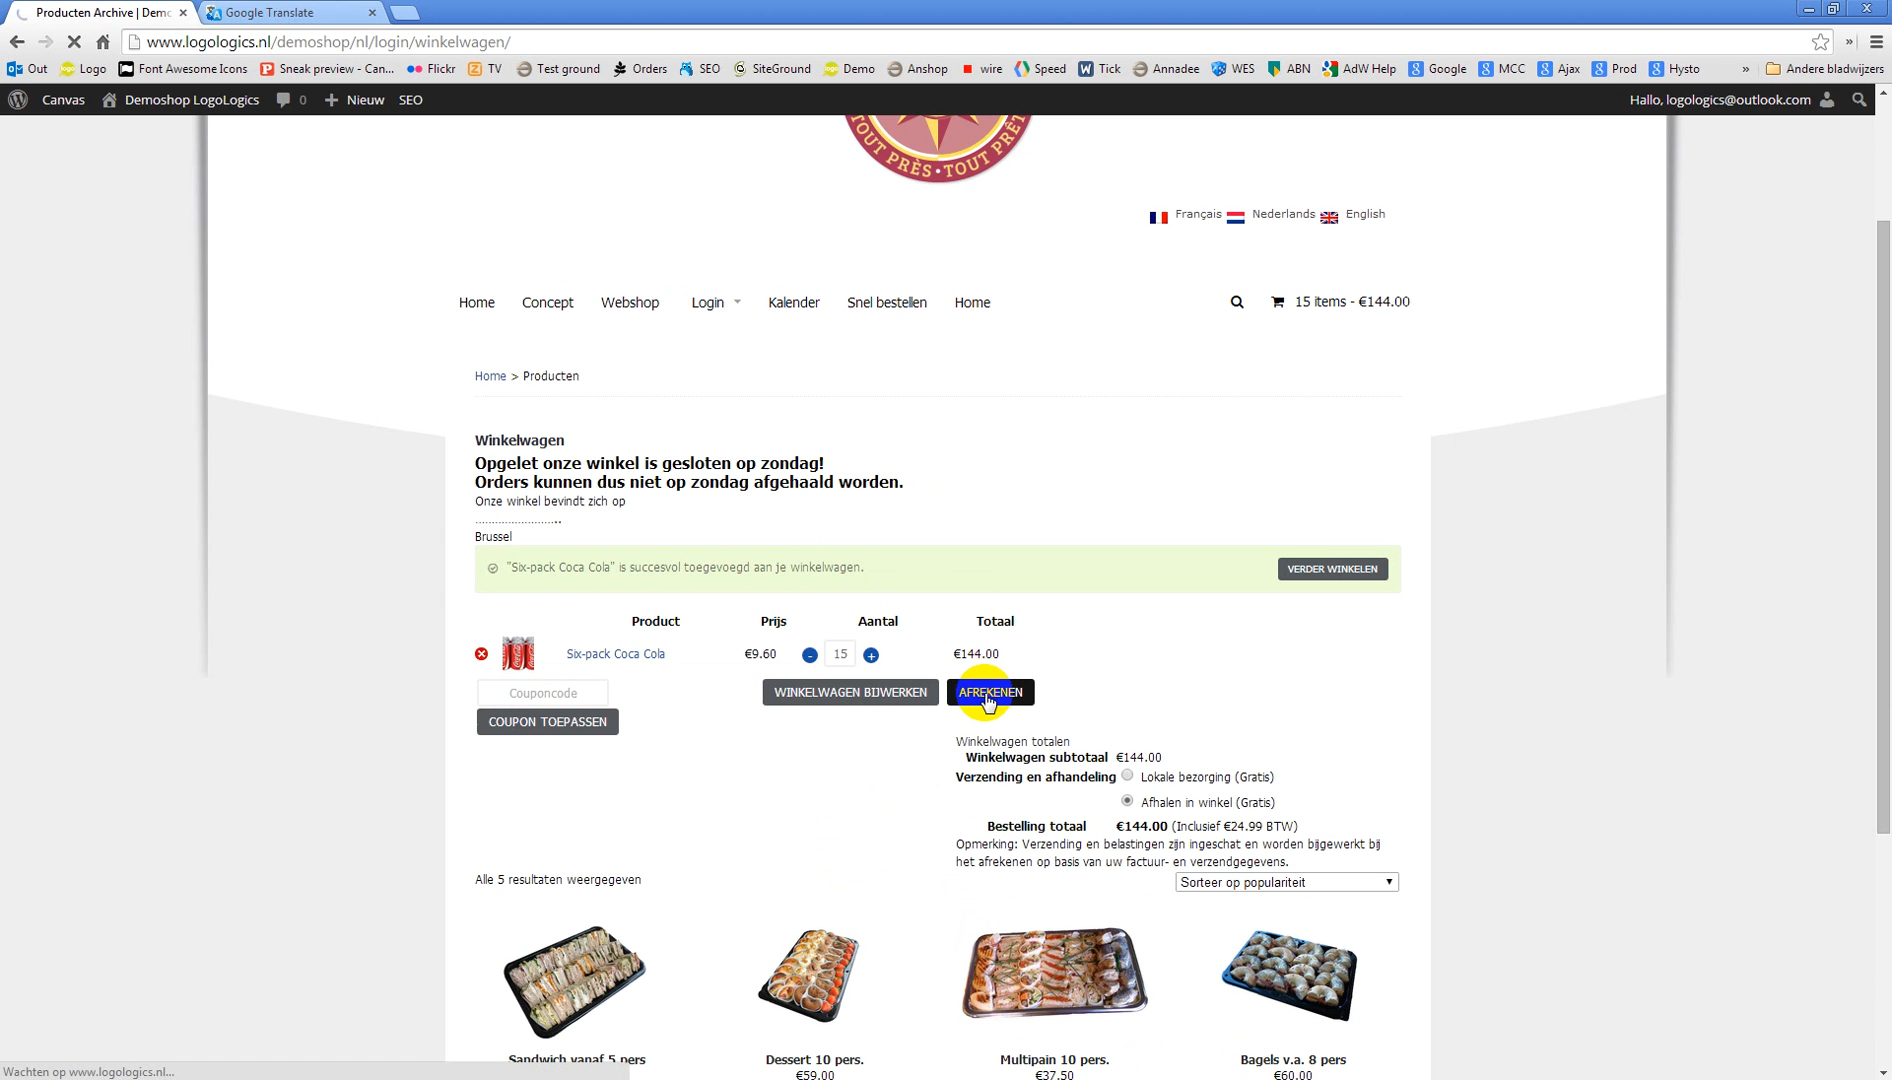 Producten Archive | Demo
Google Translate
www.logologics.nl/demoshop/nl/login/winkelwagen/
Out
Logo
Font Awesome Icons
Sneak preview - Can...
Flickr
TV
Test ground
Orders
SEO
SiteGround
Demo
Anshop
wire
Speed
Tick
Annadee
WES
ABN
AdW Help
Google
MCC
Ajax
Prod
Hysto
»
Andere bladwijzers
Canvas
Demoshop LogoLogics
0
Nieuw
SEO
Hallo, logologics@outlook.com
TOUT PRÈS • TOUT PRÊT
Français
Nederlands
English
Home
Concept
Webshop
Login
Kalender
Snel bestellen
Home
15 items - €144.00
Home > Producten
Winkelwagen
Opgelet onze winkel is gesloten op zondag!
Orders kunnen dus niet op zondag afgehaald worden.
Onze winkel bevindt zich op
..........................
Brussel
"Six-pack Coca Cola" is succesvol toegevoegd aan je winkelwagen.
VERDER WINKELEN
Product Prijs Aantal Totaal
Six-pack Coca Cola €9.60 - 15 + €144.00
Couponcode
WINKELWAGEN BIJWERKEN
AFREKENEN
COUPON TOEPASSEN
Winkelwagen totalen
Winkelwagen subtotaal €144.00
Verzending en afhandeling Lokale bezorging (Gratis)
Afhalen in winkel (Gratis)
Bestelling totaal €144.00 (Inclusief €24.99 BTW)
Opmerking: Verzending en belastingen zijn ingeschat en worden bijgewerkt bij
het afrekenen op basis van uw factuur- en verzendgegevens.
Alle 5 resultaten weergegeven
Sorteer op populariteit
Sandwich vanaf 5 pers
Dessert 10 pers.
Multipain 10 pers.
Bagels v.a. 8 pers
€59.00
€37.50
€60.00
Wachten op www.logologics.nl...